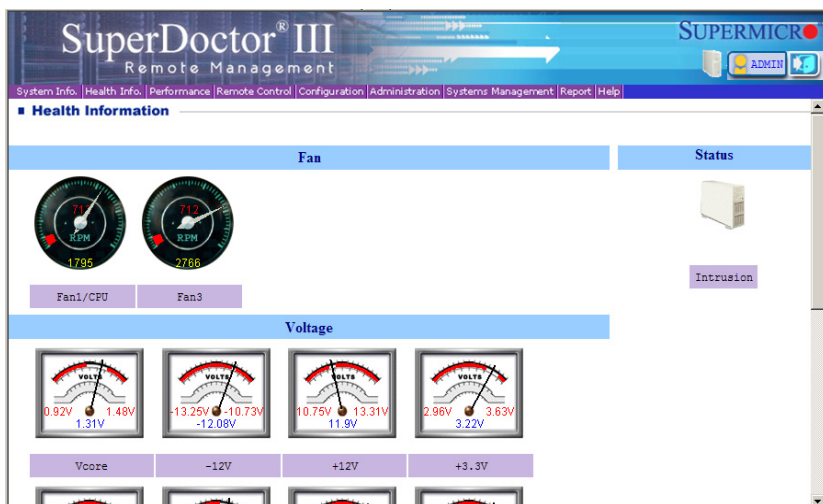 SuperDoctor® III
Remote Management
SUPERMICRO
ADMIN
System Info. Health Info. Performance Remote Control Configuration Administration Systems Management Report Help
Health Information
Fan
Status
712 712
RPM RPM
1795 2766
Fan1/CPU Fan3
Intrusion
Voltage
VOLTS VOLTS VOLTS VOLTS
0.92V 1.48V -13.25V -10.73V 10.75V 13.31V 2.96V 3.63V
1.31V -12.08V 11.9V 3.22V
Vcore -12V +12V +3.3V